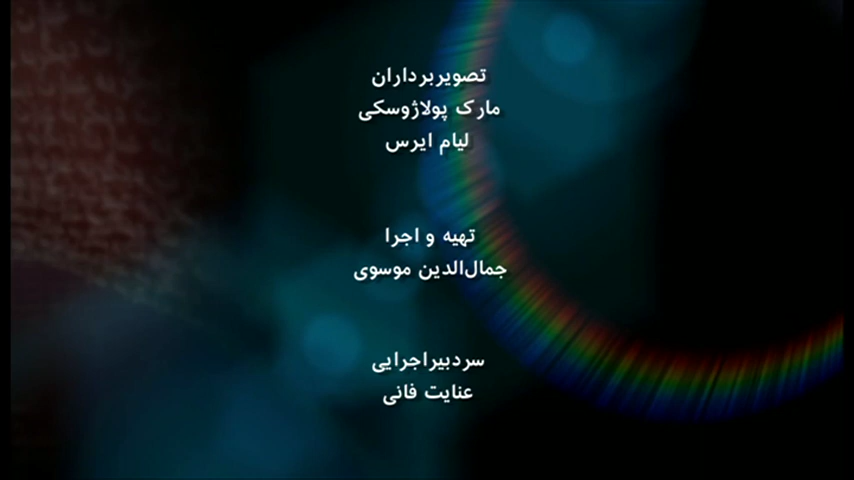 تصویربرداران
مارک پولاژوسکی
لیام ایرس
تهیه و اجرا
جمال‌الدین موسوی
سردبیراجرایی
عنایت فانی